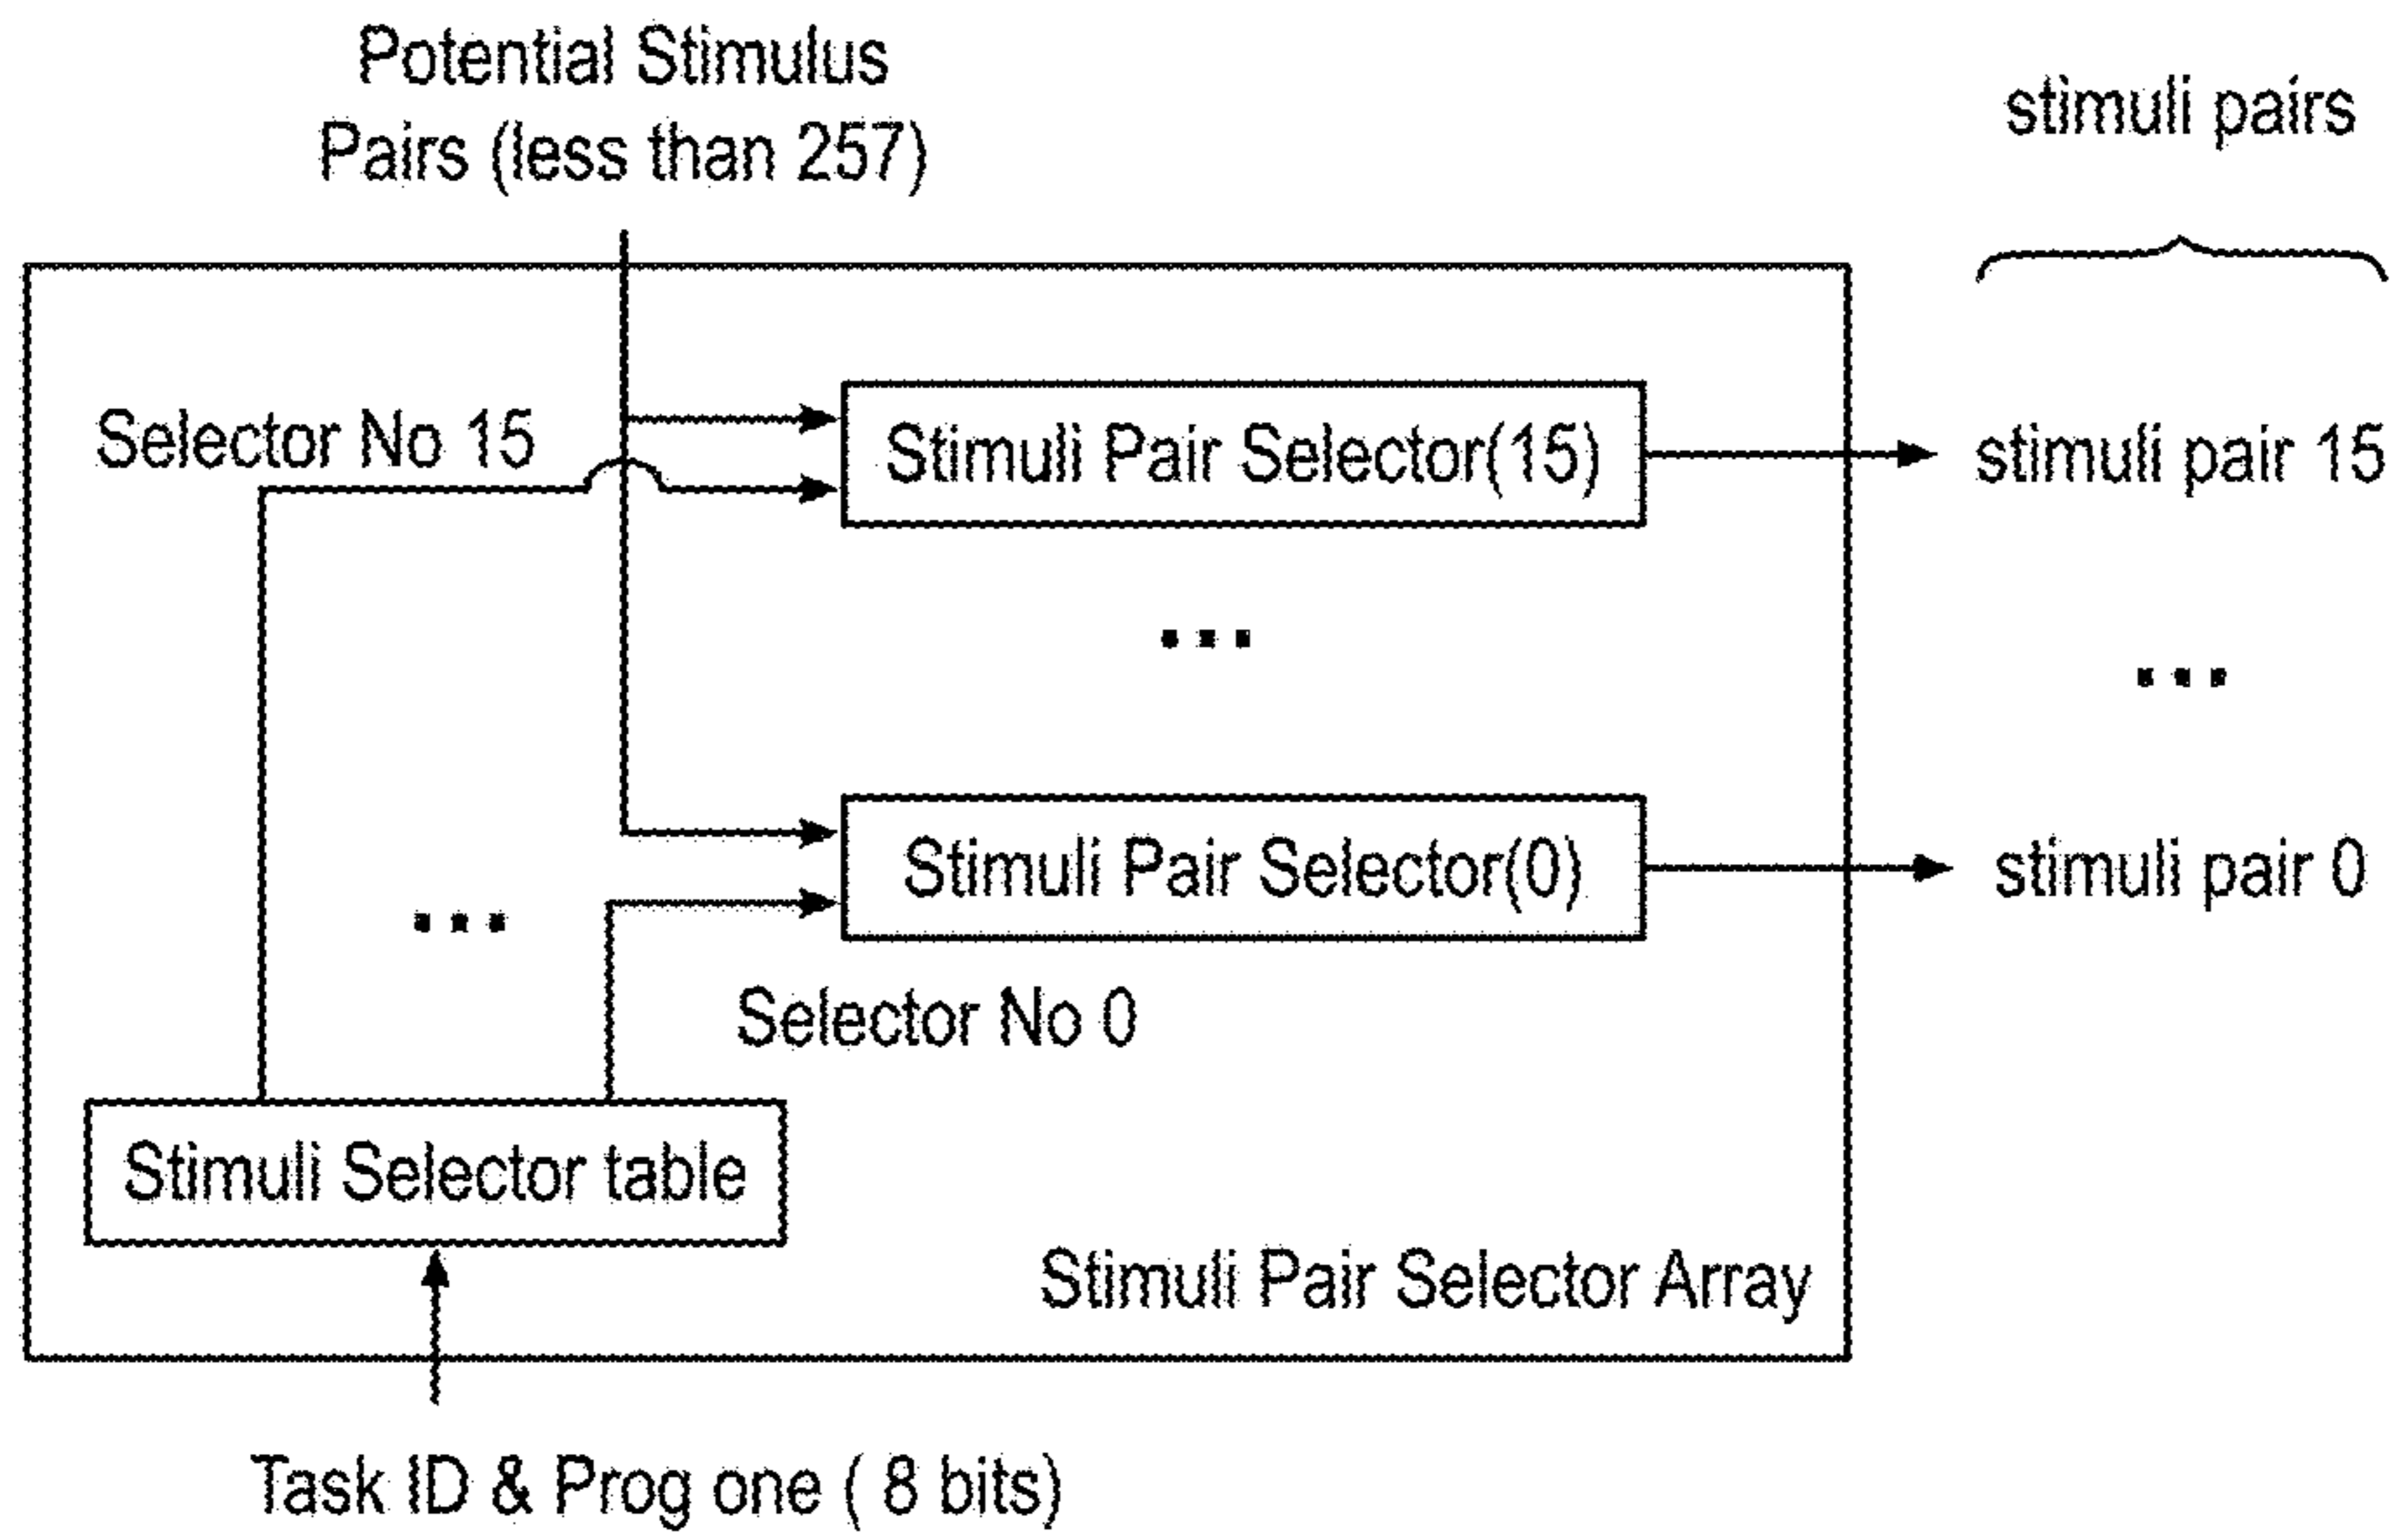 Potential Stimulus
Pairs (less than 257)
stimuli pairs
Selector No 15
Stimuli Pair Selector(15)
stimuli pair 15
...
...
Stimuli Pair Selector(0)
stimuli pair 0
...
Selector No 0
Stimuli Selector table
Stimuli Pair Selector Array
Task ID & Prog one ( 8 bits)